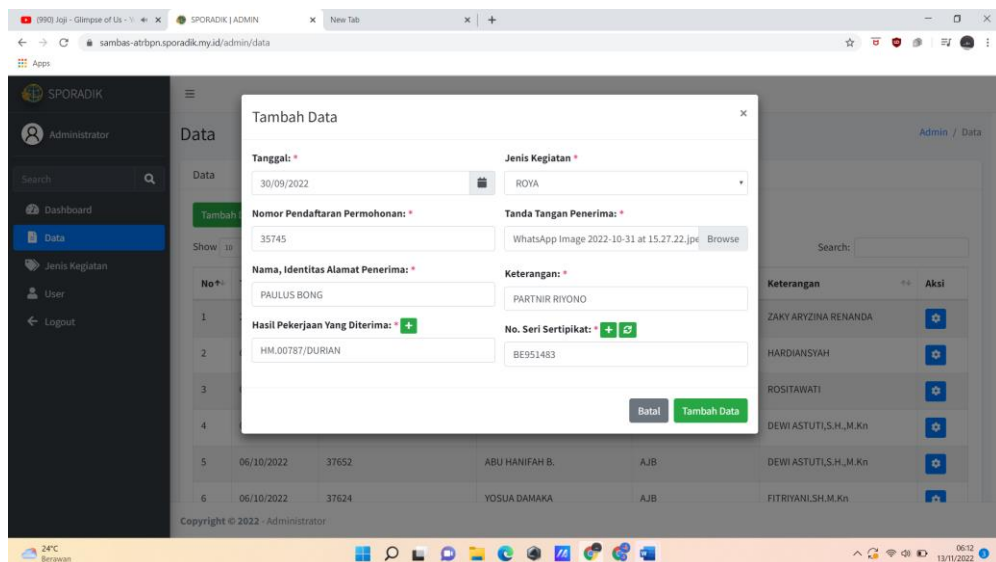 (990) Joji - Glimpse of Us -
SPORADIK | ADMIN
New Tab
sambas-atrbpn.sporadik.my.id/admin/data
Apps
SPORADIK
Administrator
Search
Dashboard
Data
Jenis Kegiatan
User
Logout
Data
Admin / Data
Data
Tambah
Show 10
Search:
Tambah Data
×
Tanggal: *
30/09/2022
Jenis Kegiatan *
ROYA
Nomor Pendaftaran Permohonan: *
35745
Tanda Tangan Penerima: *
WhatsApp Image 2022-10-31 at 15.27.22.jpe Browse
Nama, Identitas Alamat Penerima: *
PAULUS BONG
Keterangan: *
PARTNIR RIYONO
Hasil Pekerjaan Yang Diterima: * +
HM.00787/DURIAN
No. Seri Sertipikat: * +
BE951483
Batal Tambah Data
No Keterangan Aksi
1 ZAKY ARYZINA RENANDA
2 HARDIANSYAH
3 ROSITAWATI
4 DEWI ASTUTI,S.H.,M.Kn
5 06/10/2022 37652 ABU HANIFAH B. AJB DEWI ASTUTI,S.H.,M.Kn
6 06/10/2022 37624 YOSUA DAMAKA AJB FITRIYANI,SH.M.Kn
Copyright © 2022 - Administrator
24°C
Berawan
06:12
13/11/2022
3